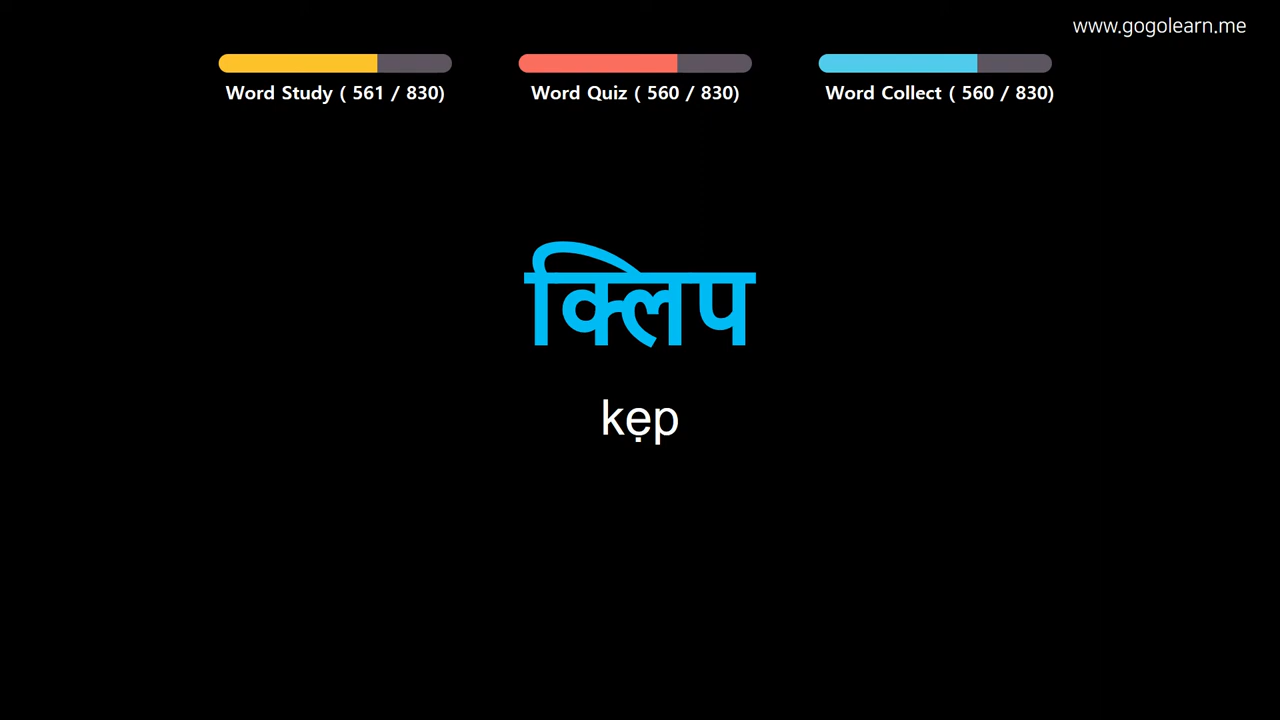 www.gogolearn.me
Word Study ( 561 / 830) Word Quiz ( 560 / 830) Word Collect ( 560 / 830)
क्लिप
kẹp